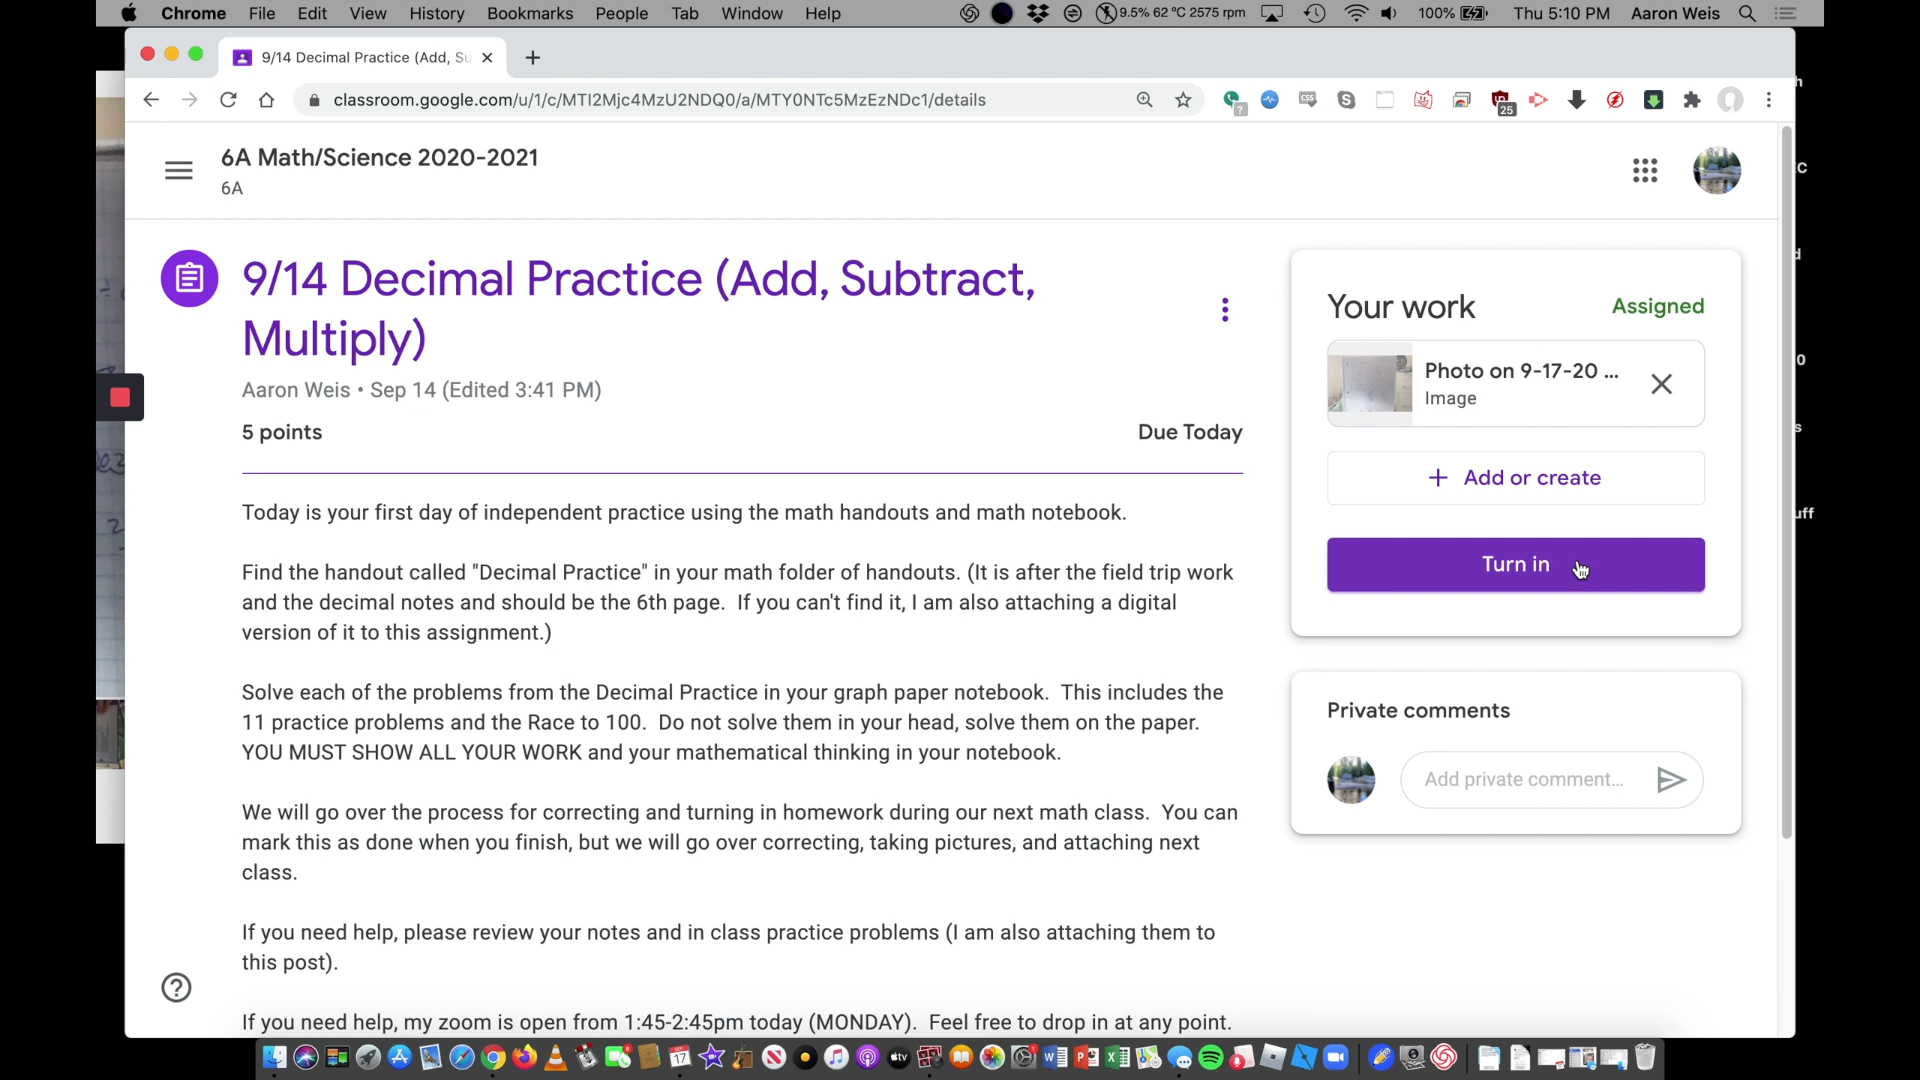 Chrome File Edit View History Bookmarks People Tab Window Help 9.5% 62 °C 2575 rpm 100% Thu 5:10 PM Aaron Weis
9/14 Decimal Practice (Add, Su
classroom.google.com/u/1/c/MTI2Mjc4MzU2NDQ0/a/MTY0NTc5MzEzNDc1/details
25
6A Math/Science 2020-2021
6A
9/14 Decimal Practice (Add, Subtract,
Multiply)
Aaron Weis • Sep 14 (Edited 3:41 PM)
5 points Due Today
Today is your first day of independent practice using the math handouts and math notebook.
Find the handout called "Decimal Practice" in your math folder of handouts. (It is after the field trip work
and the decimal notes and should be the 6th page. If you can't find it, I am also attaching a digital
version of it to this assignment.)
Solve each of the problems from the Decimal Practice in your graph paper notebook. This includes the
11 practice problems and the Race to 100. Do not solve them in your head, solve them on the paper.
YOU MUST SHOW ALL YOUR WORK and your mathematical thinking in your notebook.
We will go over the process for correcting and turning in homework during our next math class. You can
mark this as done when you finish, but we will go over correcting, taking pictures, and attaching next
class.
If you need help, please review your notes and in class practice problems (I am also attaching them to
this post).
If you need help, my zoom is open from 1:45-2:45pm today (MONDAY). Feel free to drop in at any point.
Your work Assigned
Photo on 9-17-20 ...
Image
+ Add or create
Turn in
Private comments
Add private comment...